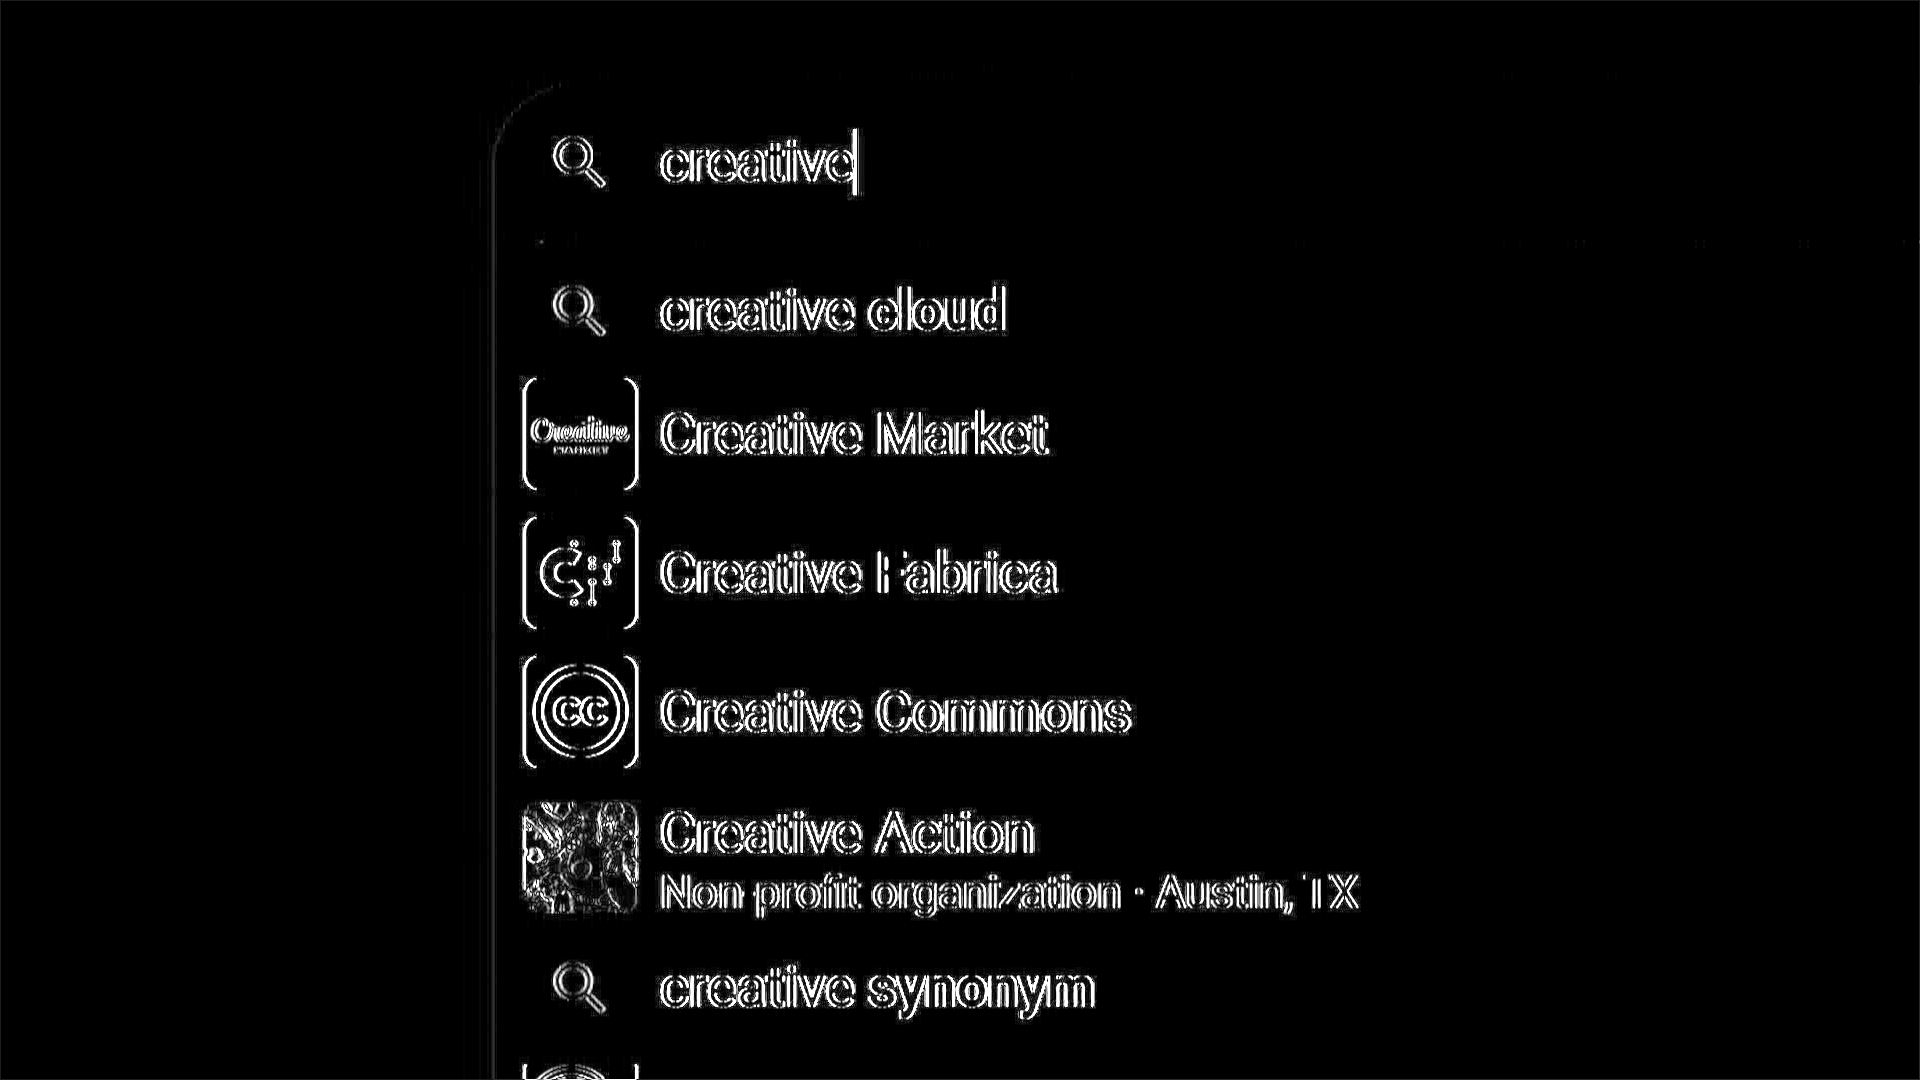 creative
creative cloud
Creative
MARKET
Creative Market
Creative Fabrica
cc
Creative Commons
Creative Action
Non-profit organization · Austin, TX
creative synonym